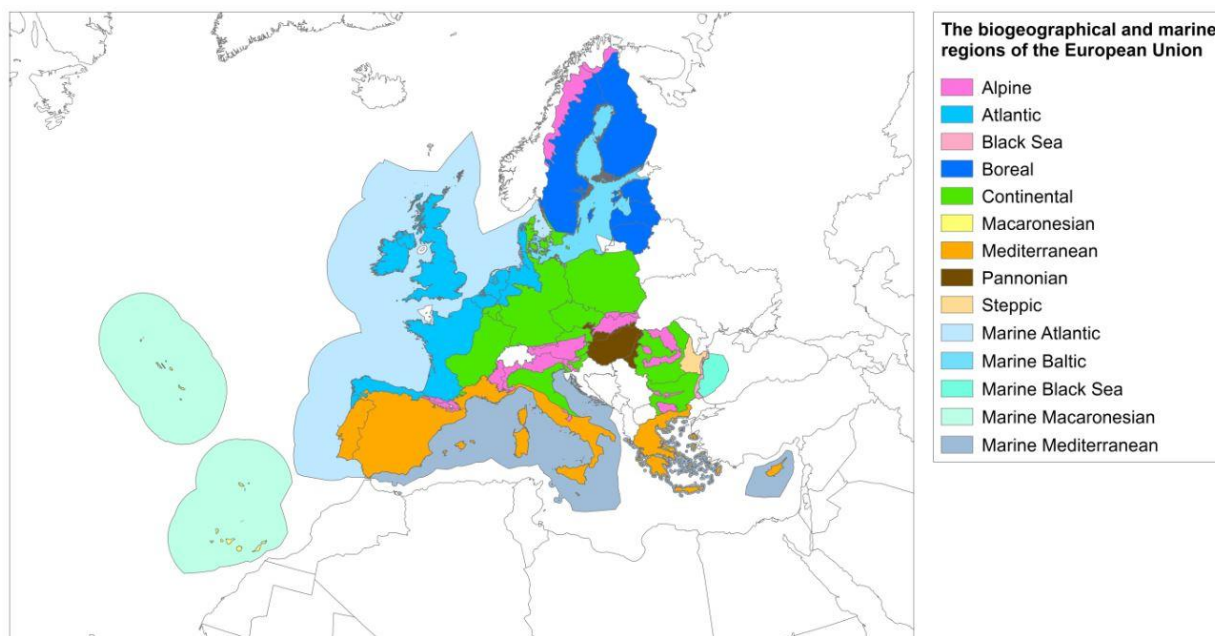 The biogeographical and marine
regions of the European Union
Alpine
Atlantic
Black Sea
Boreal
Continental
Macaronesian
Mediterranean
Pannonian
Steppic
Marine Atlantic
Marine Baltic
Marine Black Sea
Marine Macaronesian
Marine Mediterranean